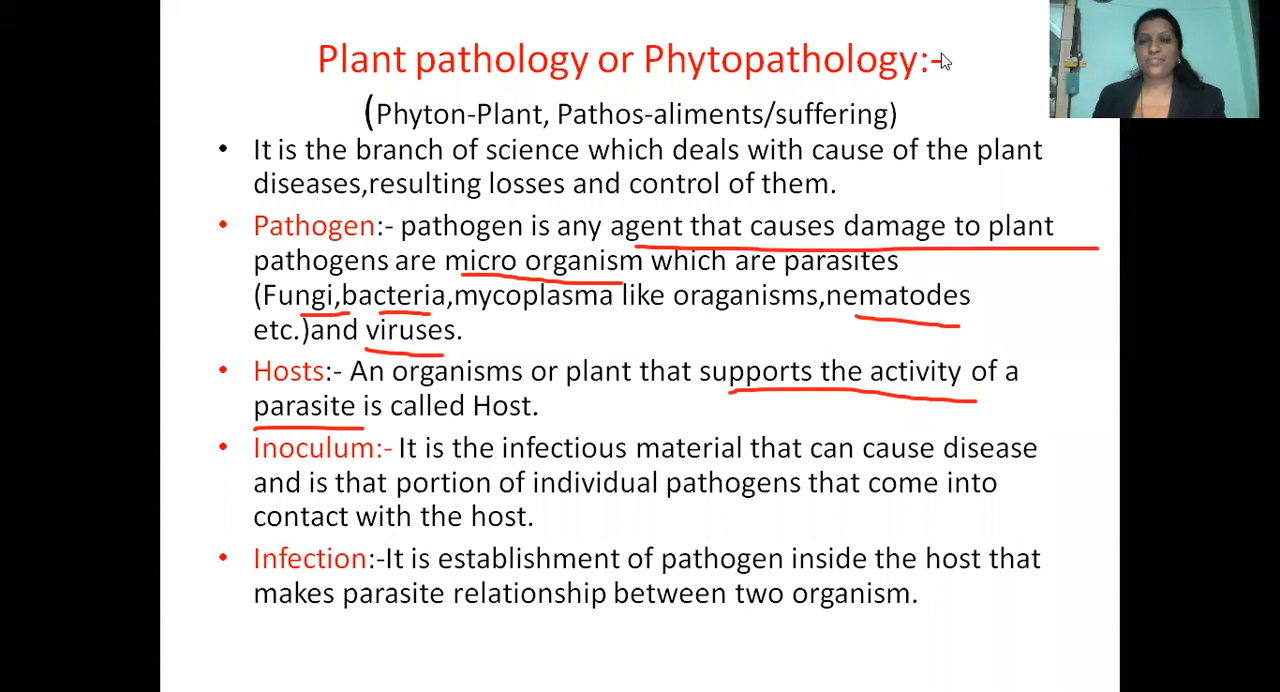 Plant pathology or Phytopathology:-
(Phyton-Plant, Pathos-aliments/suffering)
• It is the branch of science which deals with cause of the plant
diseases,resulting losses and control of them.
• Pathogen:- pathogen is any agent that causes damage to plant
pathogens are micro organism which are parasites
(Fungi,bacteria,mycoplasma like oraganisms,nematodes
etc.)and viruses.
• Hosts:- An organisms or plant that supports the activity of a
parasite is called Host.
• Inoculum:- It is the infectious material that can cause disease
and is that portion of individual pathogens that come into
contact with the host.
• Infection:-It is establishment of pathogen inside the host that
makes parasite relationship between two organism.